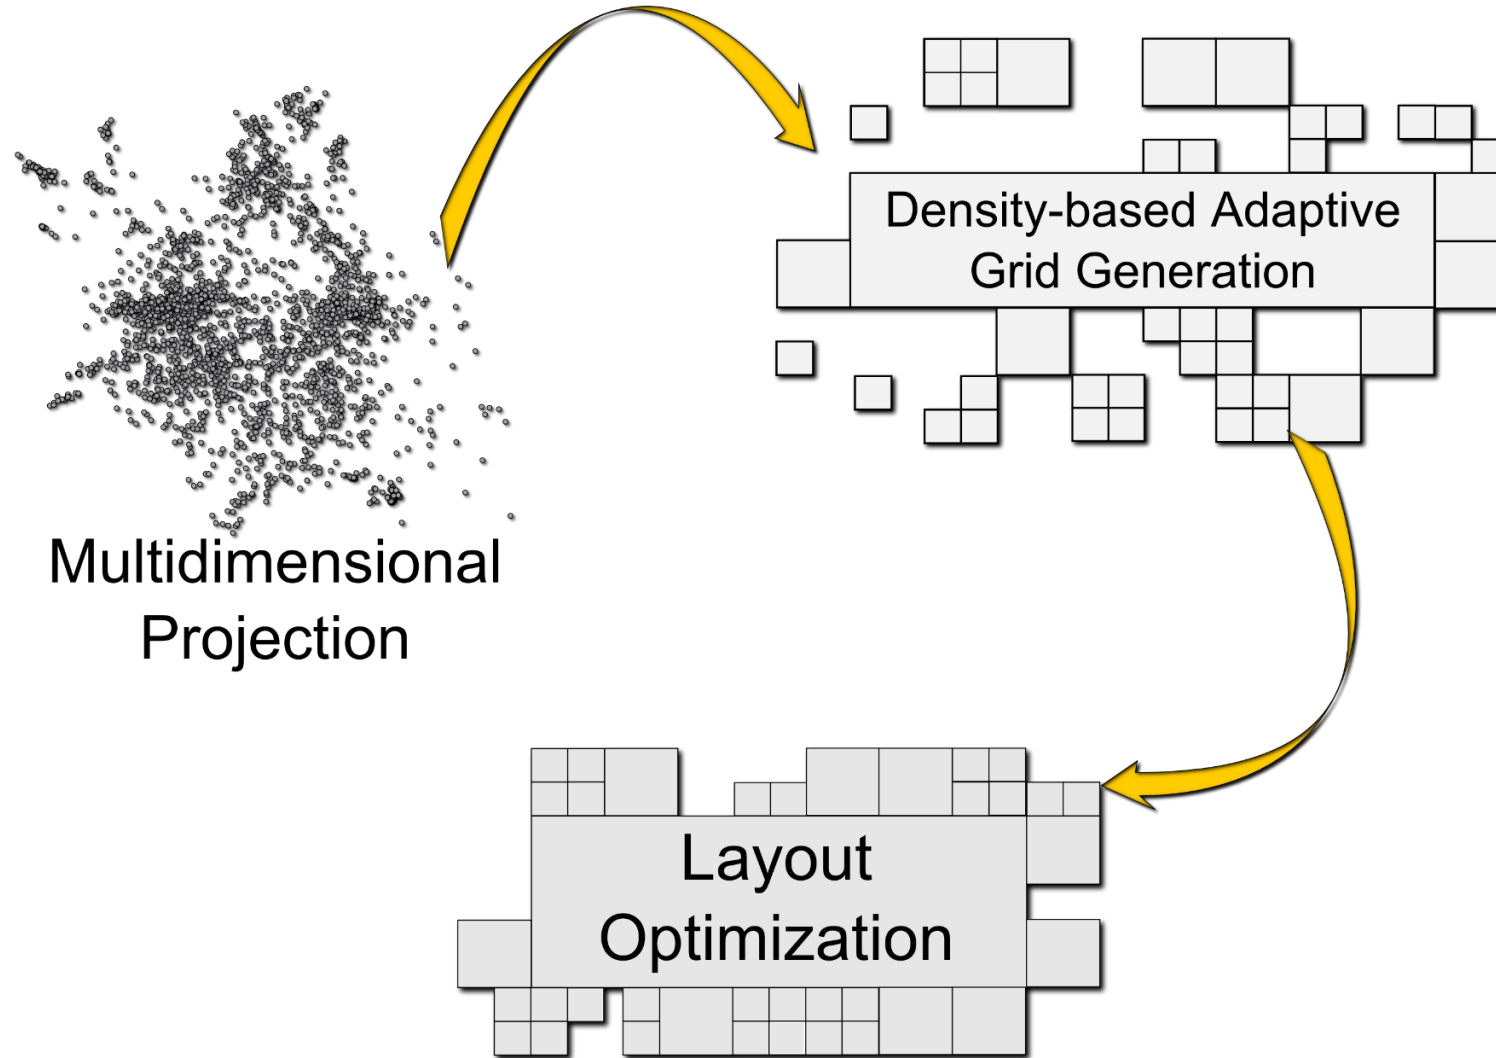 Density-based Adaptive
Grid Generation
Multidimensional
Projection
Layout
Optimization